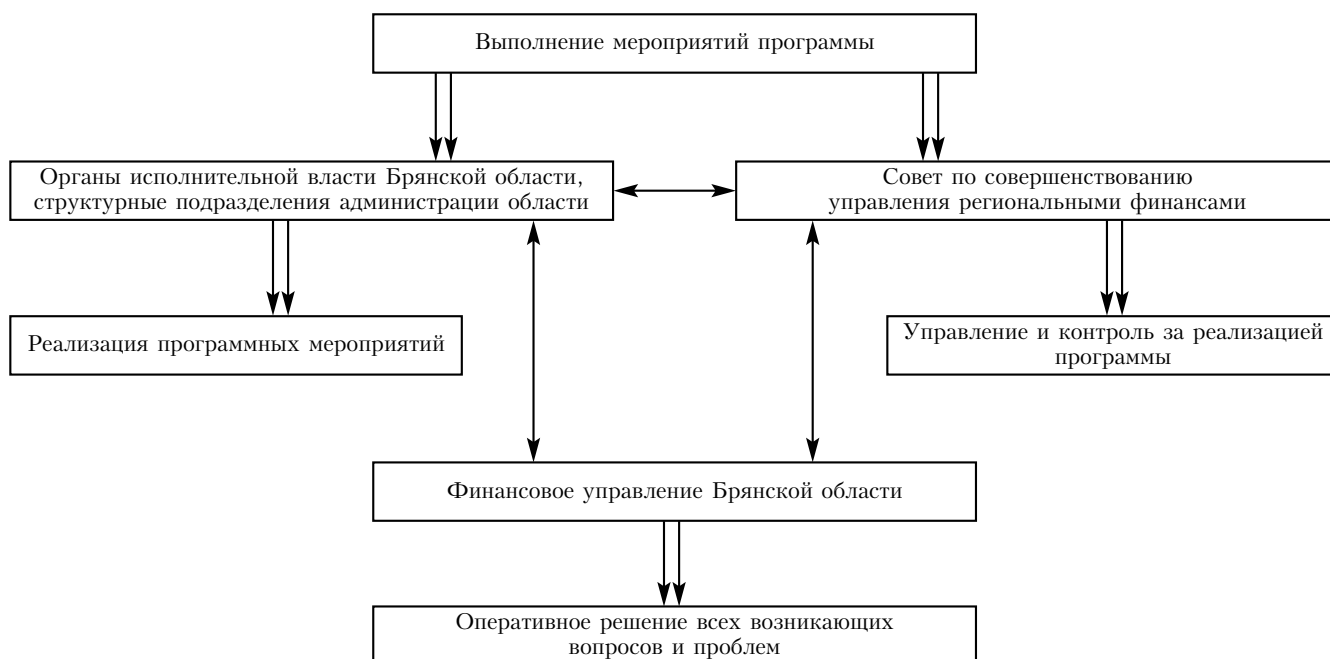 Выполнение мероприятий программы
Органы исполнительной власти Брянской области,
структурные подразделения администрации области
Совет по совершенствованию
управления региональными финансами
Реализация программных мероприятий
Управление и контроль за реализацией
программы
Финансовое управление Брянской области
Оперативное решение всех возникающих
вопросов и проблем